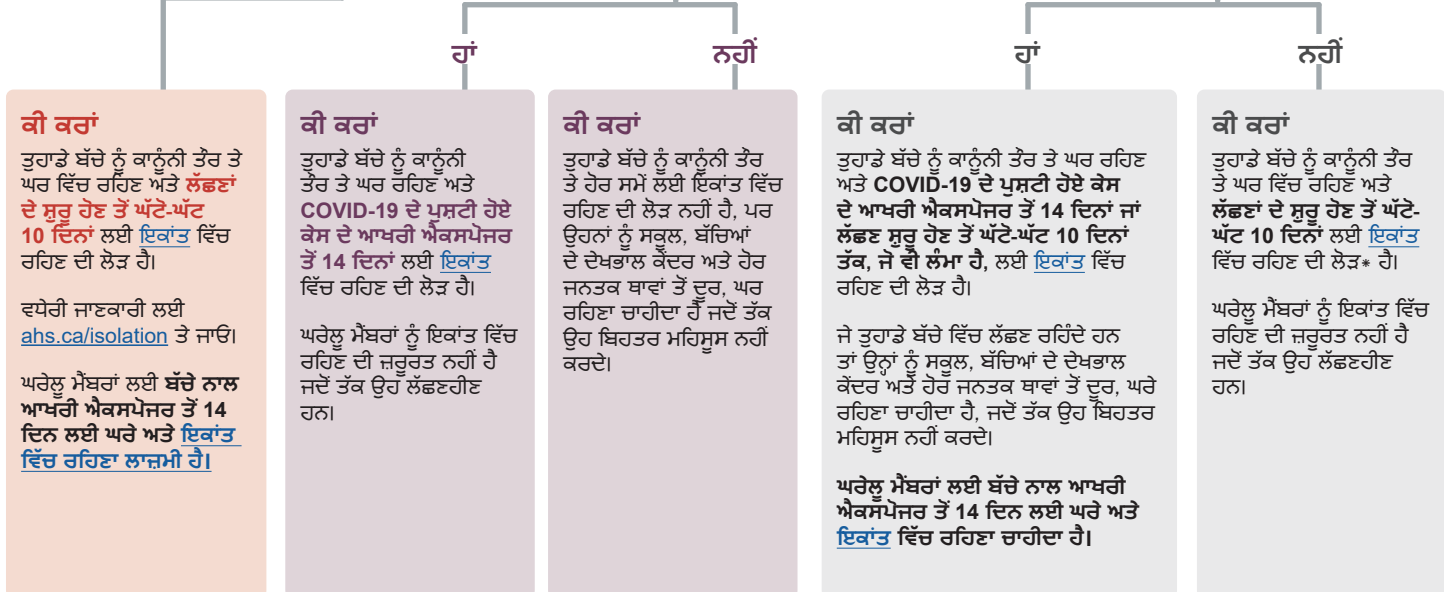 ਹਾਂ
ਨਹੀਂ
ਹਾਂ
ਨਹੀਂ
ਕੀ ਕਰਾਂ
ਤੁਹਾਡੇ ਬੱਚੇ ਨੂੰ ਕਾਨੂੰਨੀ ਤੌਰ ਤੇ
ਘਰ ਵਿੱਚ ਰਹਿਣ ਅਤੇ ਲੱਛਣਾਂ
ਦੇ ਸ਼ੁਰੂ ਹੋਣ ਤੋਂ ਘੱਟੋ-ਘੱਟ
10 ਦਿਨਾਂ ਲਈ ਇਕਾਂਤ ਵਿੱਚ
ਰਹਿਣ ਦੀ ਲੋੜ ਹੈ।
ਵਧੇਰੀ ਜਾਣਕਾਰੀ ਲਈ
ahs.ca/isolation ਤੇ ਜਾਓ।
ਘਰੇਲੂ ਮੈਂਬਰਾਂ ਲਈ ਬੱਚੇ ਨਾਲ
ਆਖਰੀ ਐਕਸਪੋਜਰ ਤੋਂ 14
ਦਿਨ ਲਈ ਘਰੇ ਅਤੇ ਇਕਾਂਤ
ਵਿੱਚ ਰਹਿਣਾ ਲਾਜ਼ਮੀ ਹੈ।
ਕੀ ਕਰਾਂ
ਤੁਹਾਡੇ ਬੱਚੇ ਨੂੰ ਕਾਨੂੰਨੀ
ਤੌਰ ਤੇ ਘਰ ਰਹਿਣ ਅਤੇ
COVID-19 ਦੇ ਪੁਸ਼ਟੀ ਹੋਏ
ਕੇਸ ਦੇ ਆਖਰੀ ਐਕਸਪੋਜਰ
ਤੋਂ 14 ਦਿਨਾਂ ਲਈ ਇਕਾਂਤ
ਵਿੱਚ ਰਹਿਣ ਦੀ ਲੋੜ ਹੈ।
ਘਰੇਲੂ ਮੈਂਬਰਾਂ ਨੂੰ ਇਕਾਂਤ ਵਿੱਚ
ਰਹਿਣ ਦੀ ਜ਼ਰੂਰਤ ਨਹੀਂ ਹੈ
ਜਦੋਂ ਤੱਕ ਉਹ ਲੱਛਣਹੀਣ
ਹਨ।
ਕੀ ਕਰਾਂ
ਤੁਹਾਡੇ ਬੱਚੇ ਨੂੰ ਕਾਨੂੰਨੀ ਤੌਰ
ਤੇ ਹੋਰ ਸਮੇਂ ਲਈ ਇਕਾਂਤ ਵਿੱਚ
ਰਹਿਣ ਦੀ ਲੋੜ ਨਹੀਂ ਹੈ, ਪਰ
ਉਹਨਾਂ ਨੂੰ ਸਕੂਲ, ਬੱਚਿਆਂ
ਦੇ ਦੇਖਭਾਲ ਕੇਂਦਰ ਅਤੇ ਹੋਰ
ਜਨਤਕ ਥਾਵਾਂ ਤੋਂ ਦੂਰ, ਘਰ
ਰਹਿਣਾ ਚਾਹੀਦਾ ਹੈ ਜਦੋਂ ਤੱਕ
ਉਹ ਬਿਹਤਰ ਮਹਿਸੂਸ ਨਹੀਂ
ਕਰਦੇ।
ਕੀ ਕਰਾਂ
ਤੁਹਾਡੇ ਬੱਚੇ ਨੂੰ ਕਾਨੂੰਨੀ ਤੌਰ ਤੇ ਘਰ ਰਹਿਣ
ਅਤੇ COVID-19 ਦੇ ਪੁਸ਼ਟੀ ਹੋਏ ਕੇਸ
ਦੇ ਆਖਰੀ ਐਕਸਪੋਜਰ ਤੋਂ 14 ਦਿਨਾਂ ਜਾਂ
ਲੱਛਣ ਸ਼ੁਰੂ ਹੋਣ ਤੋਂ ਘੱਟੋ-ਘੱਟ 10 ਦਿਨਾਂ
ਤੱਕ, ਜੋ ਵੀ ਲੰਮਾ ਹੈ, ਲਈ ਇਕਾਂਤ ਵਿੱਚ
ਰਹਿਣ ਦੀ ਲੋੜ ਹੈ।
ਜੇ ਤੁਹਾਡੇ ਬੱਚੇ ਵਿੱਚ ਲੱਛਣ ਰਹਿੰਦੇ ਹਨ
ਤਾਂ ਉਨ੍ਹਾਂ ਨੂੰ ਸਕੂਲ, ਬੱਚਿਆਂ ਦੇ ਦੇਖਭਾਲ
ਕੇਂਦਰ ਅਤੇ ਹੋਰ ਜਨਤਕ ਥਾਵਾਂ ਤੋਂ ਦੂਰ, ਘਰੇ
ਰਹਿਣਾ ਚਾਹੀਦਾ ਹੈ, ਜਦੋਂ ਤੱਕ ਉਹ ਬਿਹਤਰ
ਮਹਿਸੂਸ ਨਹੀਂ ਕਰਦੇ।
ਘਰੇਲੂ ਮੈਂਬਰਾਂ ਲਈ ਬੱਚੇ ਨਾਲ ਆਖਰੀ
ਐਕਸਪੋਜਰ ਤੋਂ 14 ਦਿਨ ਲਈ ਘਰੇ ਅਤੇ
ਇਕਾਂਤ ਵਿੱਚ ਰਹਿਣਾ ਚਾਹੀਦਾ ਹੈ।
ਕੀ ਕਰਾਂ
ਤੁਹਾਡੇ ਬੱਚੇ ਨੂੰ ਕਾਨੂੰਨੀ ਤੌਰ
ਤੇ ਘਰ ਵਿੱਚ ਰਹਿਣ ਅਤੇ
ਲੱਛਣਾਂ ਦੇ ਸ਼ੁਰੂ ਹੋਣ ਤੋਂ ਘੱਟੋ-
ਘੱਟ 10 ਦਿਨਾਂ ਲਈ ਇਕਾਂਤ
ਵਿੱਚ ਰਹਿਣ ਦੀ ਲੋੜ* ਹੈ।
ਘਰੇਲੂ ਮੈਂਬਰਾਂ ਨੂੰ ਇਕਾਂਤ ਵਿੱਚ
ਰਹਿਣ ਦੀ ਜ਼ਰੂਰਤ ਨਹੀਂ ਹੈ
ਜਦੋਂ ਤੱਕ ਉਹ ਲੱਛਣਹੀਣ
ਹਨ।